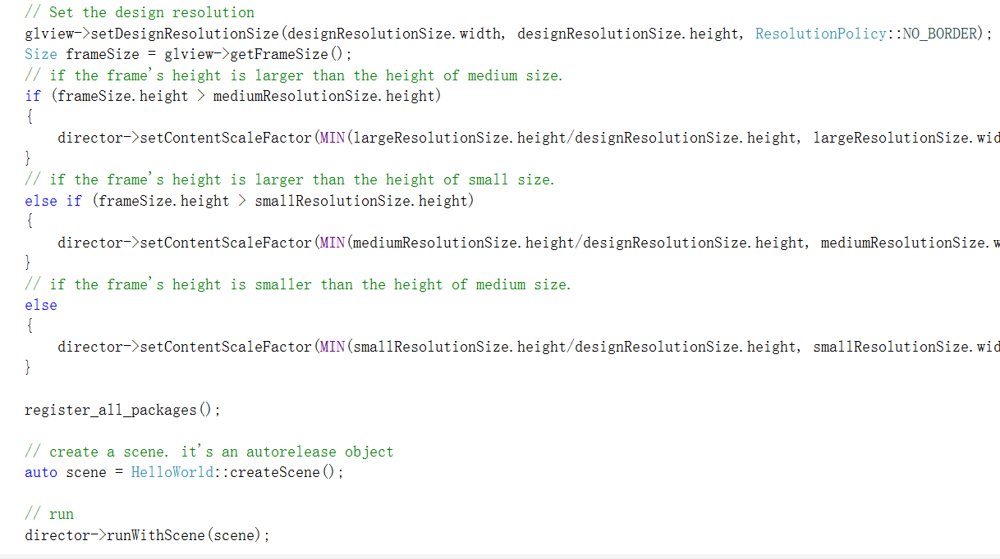 // Set the design resolution
glview->setDesignResolutionSize(designResolutionSize.width, designResolutionSize.height, ResolutionPolicy::NO_BORDER);
Size frameSize = glview->getFrameSize();
// if the frame's height is larger than the height of medium size.
if (frameSize.height > mediumResolutionSize.height)
{
director->setContentScaleFactor(MIN(largeResolutionSize.height/designResolutionSize.height, largeResolutionSize.wid
}
// if the frame's height is larger than the height of small size.
else if (frameSize.height > smallResolutionSize.height)
{
director->setContentScaleFactor(MIN(mediumResolutionSize.height/designResolutionSize.height, mediumResolutionSize.w
}
// if the frame's height is smaller than the height of medium size.
else
{
director->setContentScaleFactor(MIN(smallResolutionSize.height/designResolutionSize.height, smallResolutionSize.wid
}
register_all_packages();
// create a scene. it's an autorelease object
auto scene = HelloWorld::createScene();
// run
director->runWithScene(scene);